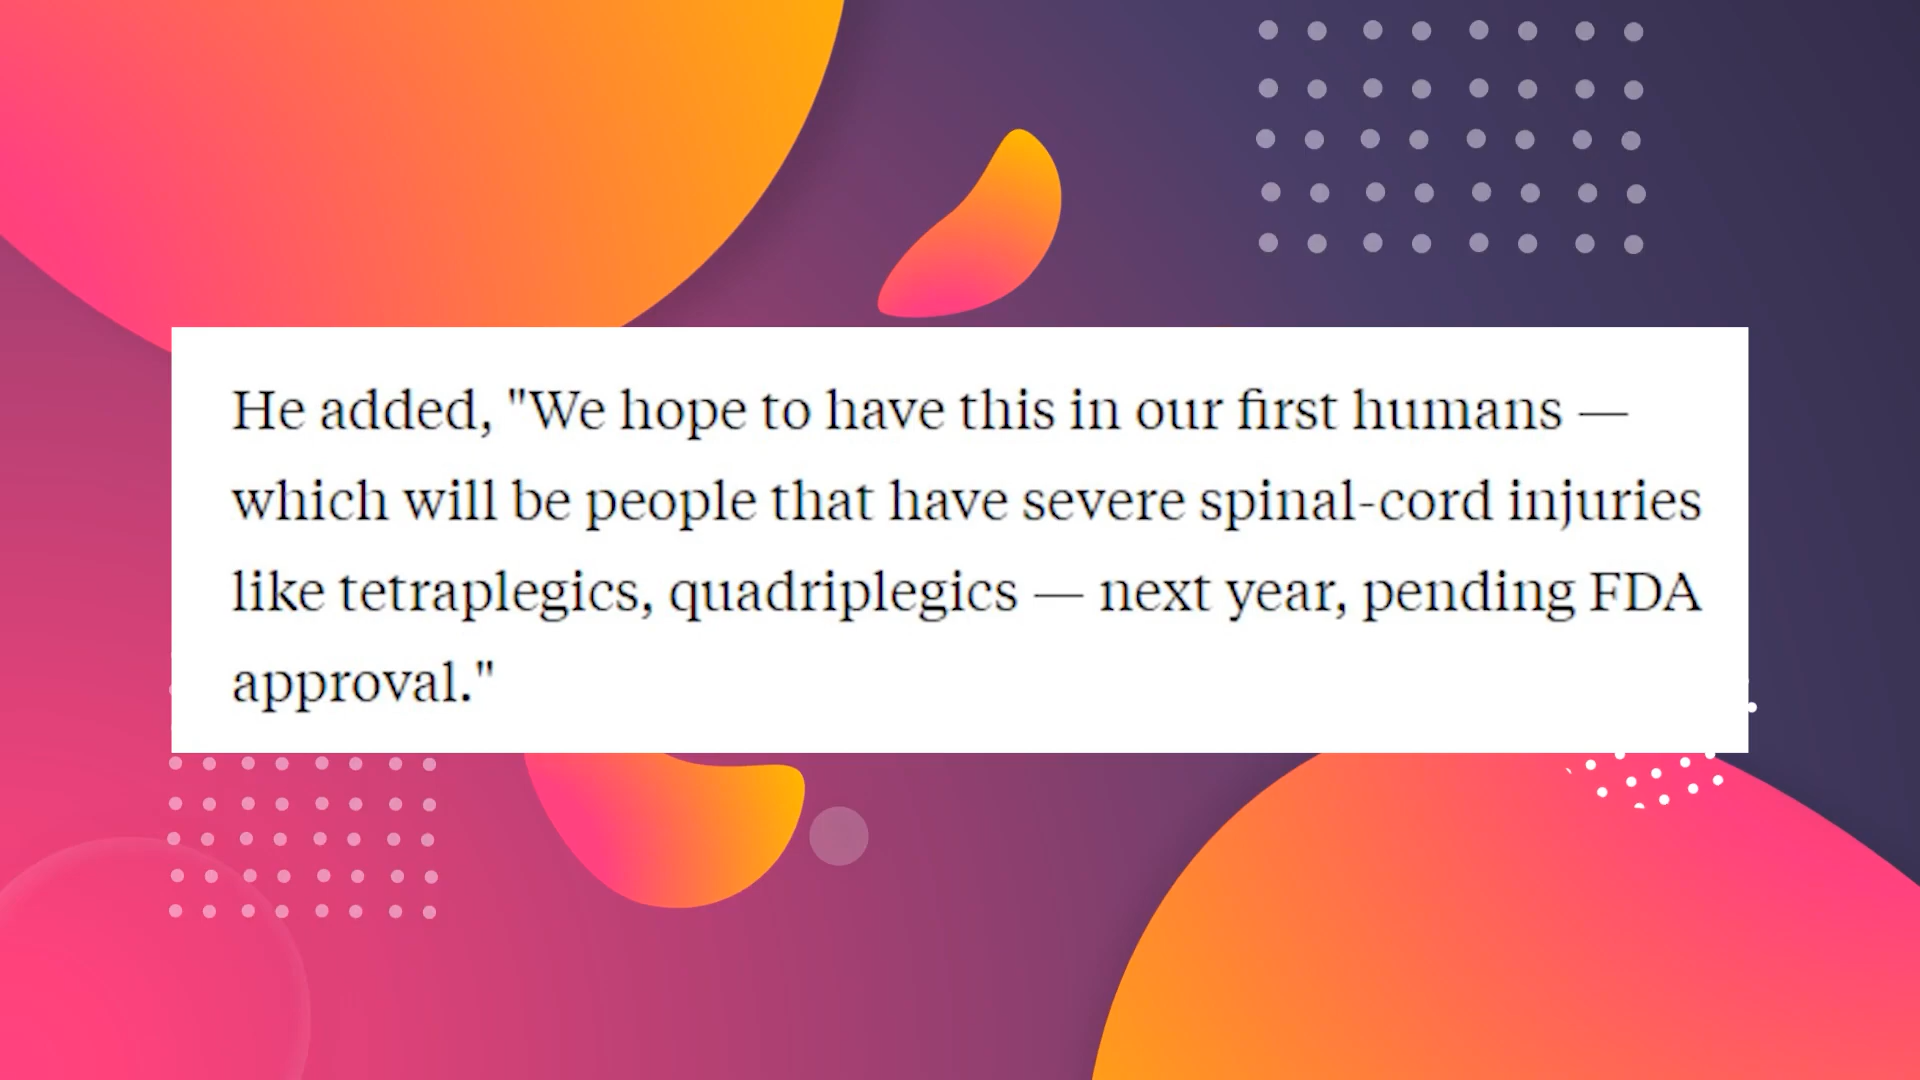 He added, "We hope to have this in our first humans —
which will be people that have severe spinal-cord injuries
like tetraplegics, quadriplegics — next year, pending FDA
approval."